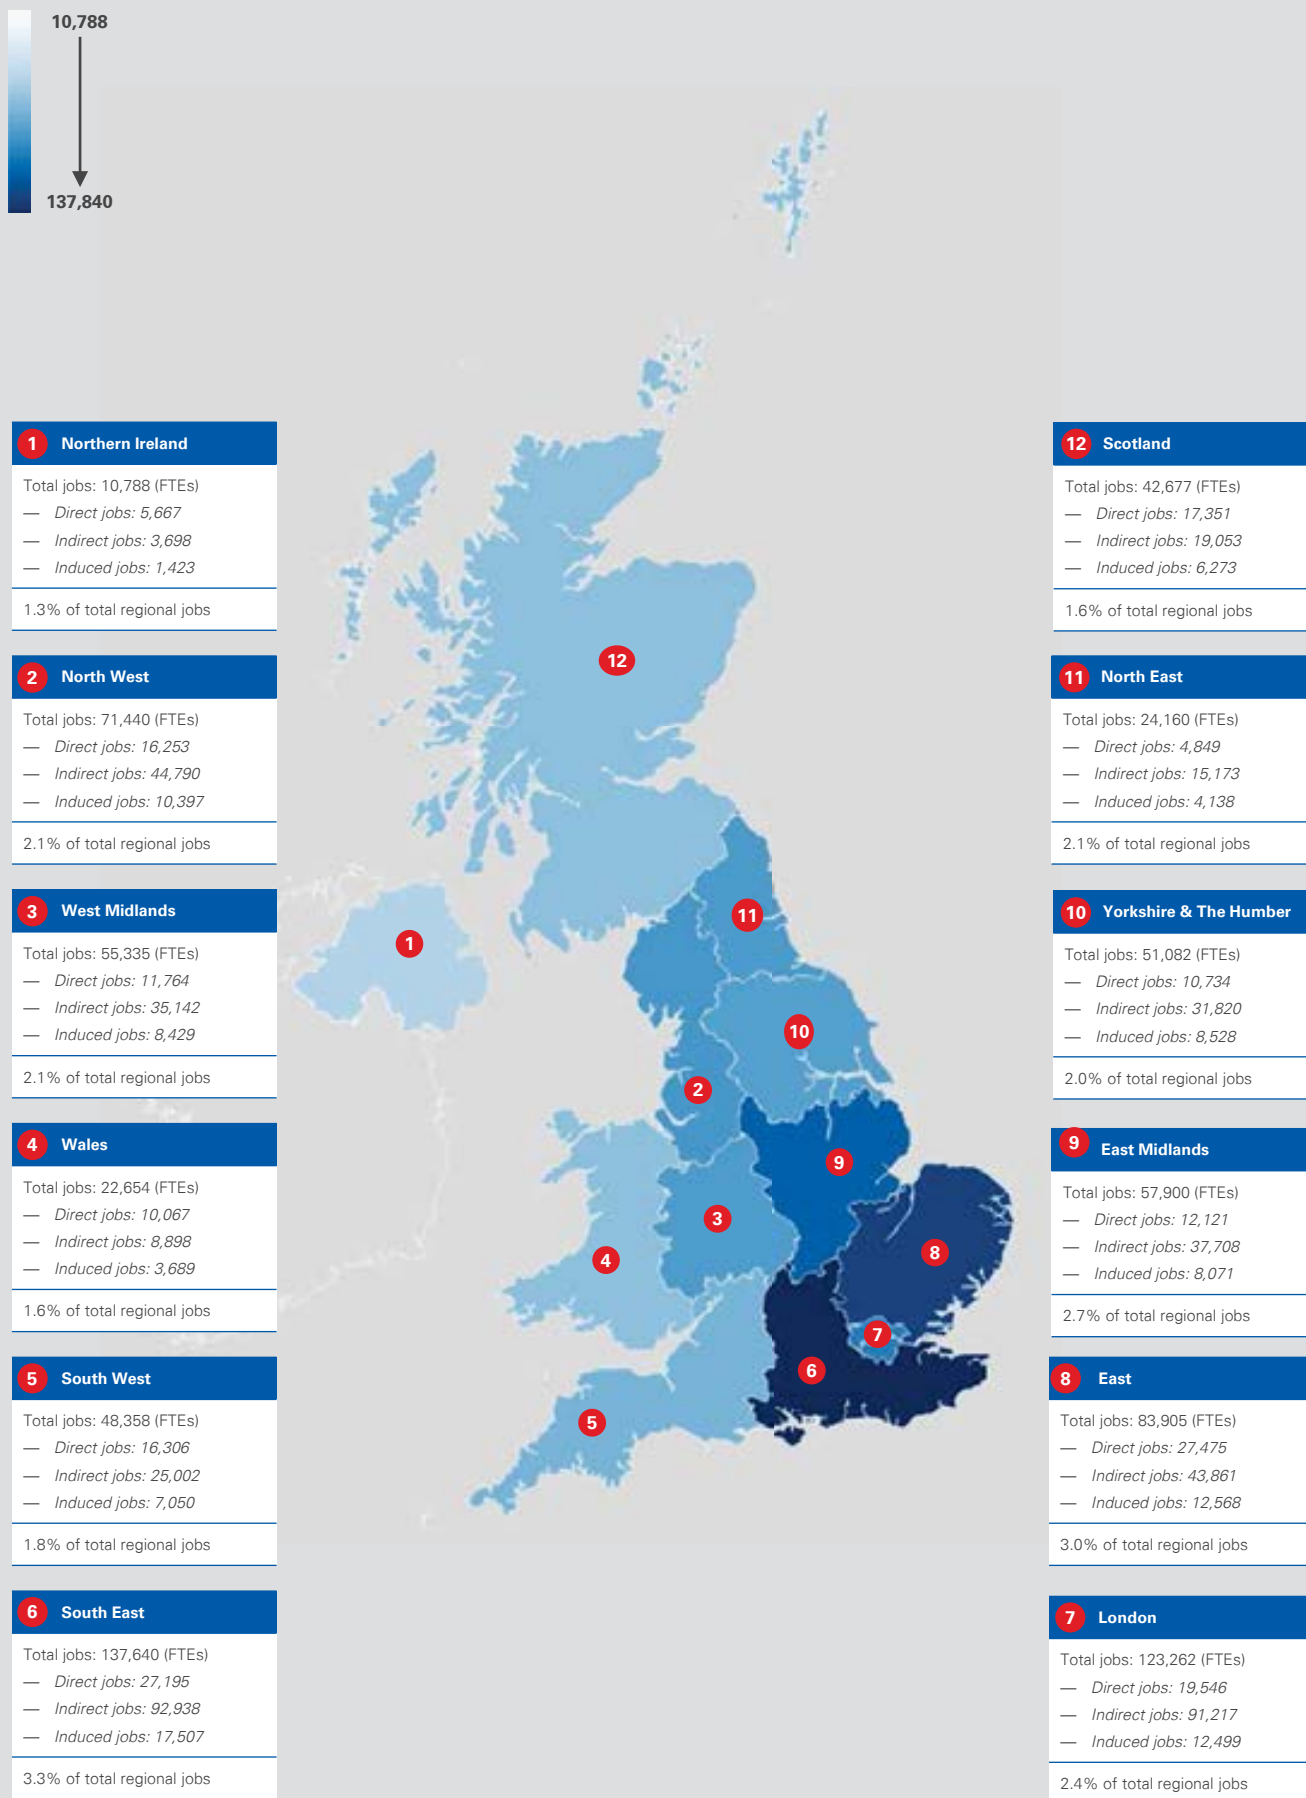 10,788
137,840
1 Northern Ireland
Total jobs: 10,788 (FTEs)
— Direct jobs: 5,667
— Indirect jobs: 3,698
— Induced jobs: 1,423
1.3% of total regional jobs
2 North West
Total jobs: 71,440 (FTEs)
— Direct jobs: 16,253
— Indirect jobs: 44,790
— Induced jobs: 10,397
2.1% of total regional jobs
3 West Midlands
Total jobs: 55,335 (FTEs)
— Direct jobs: 11,764
— Indirect jobs: 35,142
— Induced jobs: 8,429
2.1% of total regional jobs
4 Wales
Total jobs: 22,654 (FTEs)
— Direct jobs: 10,067
— Indirect jobs: 8,898
— Induced jobs: 3,689
1.6% of total regional jobs
5 South West
Total jobs: 48,358 (FTEs)
— Direct jobs: 16,306
— Indirect jobs: 25,002
— Induced jobs: 7,050
1.8% of total regional jobs
6 South East
Total jobs: 137,640 (FTEs)
— Direct jobs: 27,195
— Indirect jobs: 92,938
— Induced jobs: 17,507
3.3% of total regional jobs
12
11
1
10
2
9
3
8
4
7
6
5
12 Scotland
Total jobs: 42,677 (FTEs)
— Direct jobs: 17,351
— Indirect jobs: 19,053
— Induced jobs: 6,273
1.6% of total regional jobs
11 North East
Total jobs: 24,160 (FTEs)
— Direct jobs: 4,849
— Indirect jobs: 15,173
— Induced jobs: 4,138
2.1% of total regional jobs
10 Yorkshire & The Humber
Total jobs: 51,082 (FTEs)
— Direct jobs: 10,734
— Indirect jobs: 31,820
— Induced jobs: 8,528
2.0% of total regional jobs
9 East Midlands
Total jobs: 57,900 (FTEs)
— Direct jobs: 12,121
— Indirect jobs: 37,708
— Induced jobs: 8,071
2.7% of total regional jobs
8 East
Total jobs: 83,905 (FTEs)
— Direct jobs: 27,475
— Indirect jobs: 43,861
— Induced jobs: 12,568
3.0% of total regional jobs
7 London
Total jobs: 123,262 (FTEs)
— Direct jobs: 19,546
— Indirect jobs: 91,217
— Induced jobs: 12,499
2.4% of total regional jobs